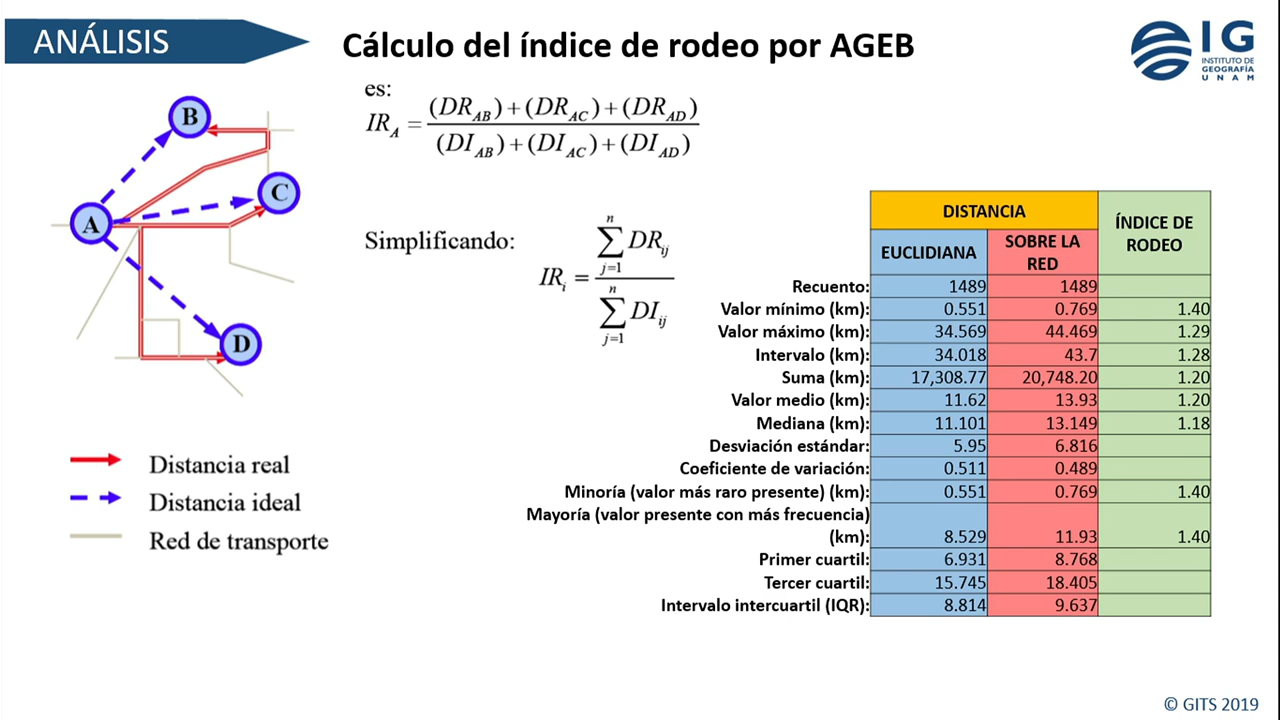 ANÁLISIS
Cálculo del índice de rodeo por AGEB
IG
INSTITUTO DE
GEOGRAFÍA
UNAM
es:
IR_A = (DR_AB) + (DR_AC) + (DR_AD)
(DI_AB) + (DI_AC) + (DI_AD)
B
C
A
D
Simplificando:
IR_i = n ∑ j=1 DR_ij
n ∑ j=1 DI_ij
Distancia real
Distancia ideal
Red de transporte
DISTANCIA
ÍNDICE DE
RODEO
EUCLIDIANA
SOBRE LA
RED
Recuento: 1489 1489
Valor mínimo (km): 0.551 0.769 1.40
Valor máximo (km): 34.569 44.469 1.29
Intervalo (km): 34.018 43.7 1.28
Suma (km): 17,308.77 20,748.20 1.20
Valor medio (km): 11.62 13.93 1.20
Mediana (km): 11.101 13.149 1.18
Desviación estándar: 5.95 6.816
Coeficiente de variación: 0.511 0.489
Minoría (valor más raro presente) (km): 0.551 0.769 1.40
Mayoría (valor presente con más frecuencia)
(km): 8.529 11.93 1.40
Primer cuartil: 6.931 8.768
Tercer cuartil: 15.745 18.405
Intervalo intercuartil (IQR): 8.814 9.637
© GITS 2019